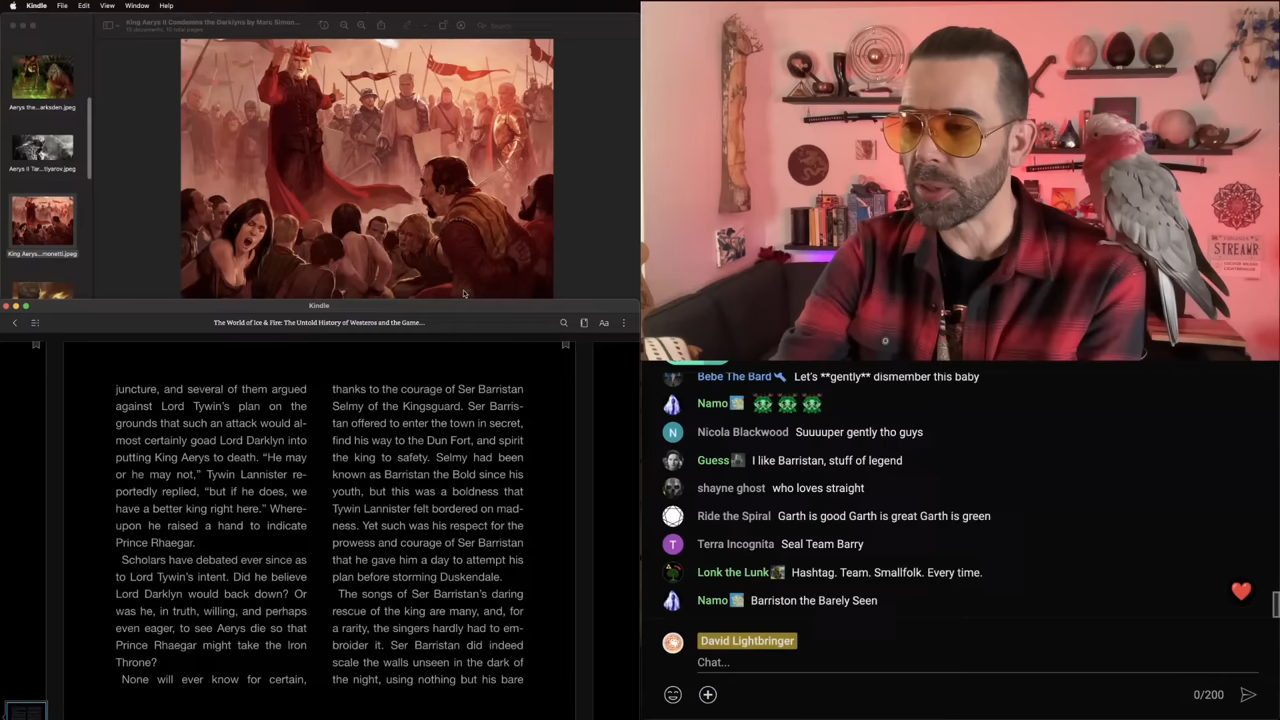 Kindle File Edit View Window Help
King Aerys II Condemns the Darklyns by Marc Simon...
10 documents, 10 total pages
Search
Aerys the...arksden.jpeg
Aerys II Tar...tlyarov.jpeg
King Aerys...monetti.jpeg
Kindle
The World of Ice & Fire: The Untold History of Westeros and the Game...
Aa
juncture, and several of them argued
against Lord Tywin's plan on the
grounds that such an attack would al-
most certainly goad Lord Darklyn into
putting King Aerys to death. “He may
or he may not,” Tywin Lannister re-
portedly replied, “but if he does, we
have a better king right here.” Where-
upon he raised a hand to indicate
Prince Rhaegar.
Scholars have debated ever since as
to Lord Tywin's intent. Did he believe
Lord Darklyn would back down? Or
was he, in truth, willing, and perhaps
even eager, to see Aerys die so that
Prince Rhaegar might take the Iron
Throne?
None will ever know for certain,
thanks to the courage of Ser Barristan
Selmy of the Kingsguard. Ser Barris-
tan offered to enter the town in secret,
find his way to the Dun Fort, and spirit
the king to safety. Selmy had been
known as Barristan the Bold since his
youth, but this was a boldness that
Tywin Lannister felt bordered on mad-
ness. Yet such was his respect for the
prowess and courage of Ser Barristan
that he gave him a day to attempt his
plan before storming Duskendale.
The songs of Ser Barristan's daring
rescue of the king are many, and, for
a rarity, the singers hardly had to em-
broider it. Ser Barristan did indeed
scale the walls unseen in the dark of
the night, using nothing but his bare
STREAMR
Bebe The Bard Let's **gently** dismember this baby
Namo
N Nicola Blackwood Suuuuper gently tho guys
Guess I like Barristan, stuff of legend
shayne ghost who loves straight
Ride the Spiral Garth is good Garth is great Garth is green
T Terra Incognita Seal Team Barry
Lonk the Lunk Hashtag. Team. Smallfolk. Every time.
Namo Barriston the Barely Seen
David Lightbringer
Chat...
0/200